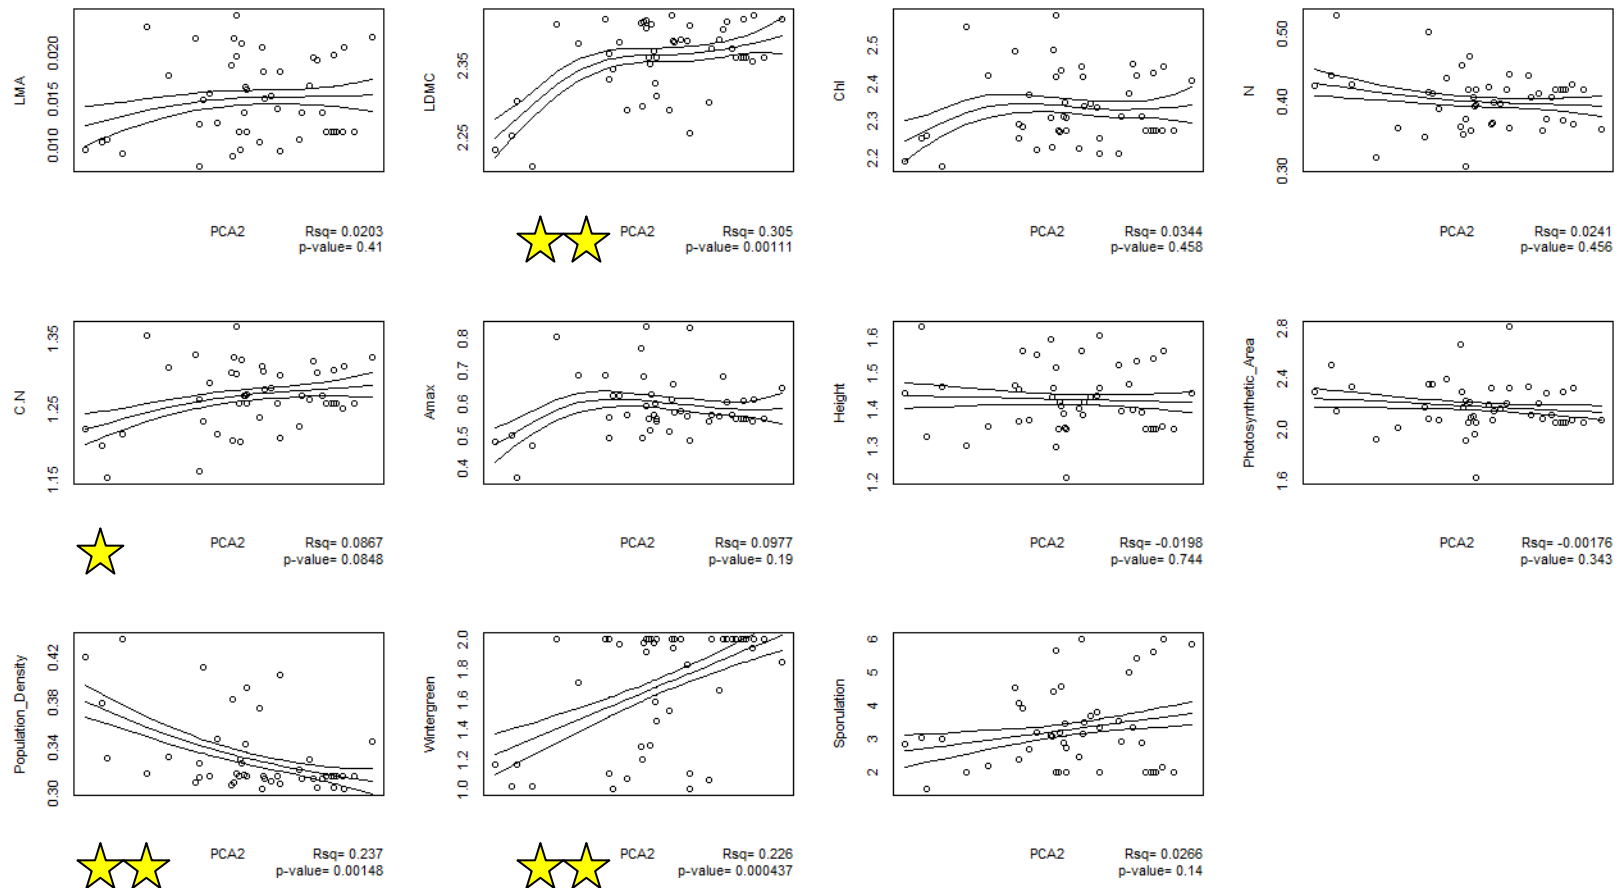 LMA
0.010 0.015 0.020
PCA2
Rsq= 0.0203
p-value= 0.41
LDMC
2.25 2.35
PCA2
Rsq= 0.305
p-value= 0.00111
Chl
2.2 2.3 2.4 2.5
PCA2
Rsq= 0.0344
p-value= 0.458
N
0.30 0.40 0.50
PCA2
Rsq= 0.0241
p-value= 0.456
C.N
1.15 1.25 1.35
PCA2
Rsq= 0.0867
p-value= 0.0848
Amax
0.4 0.5 0.6 0.7 0.8
PCA2
Rsq= 0.0977
p-value= 0.19
Height
1.2 1.3 1.4 1.5 1.6
PCA2
Rsq= -0.0198
p-value= 0.744
Photosynthetic_Area
1.6 2.0 2.4 2.8
PCA2
Rsq= -0.00176
p-value= 0.343
Population_Density
0.30 0.34 0.38 0.42
PCA2
Rsq= 0.237
p-value= 0.00148
Wintergreen
1.0 1.2 1.4 1.6 1.8 2.0
PCA2
Rsq= 0.226
p-value= 0.000437
Sporulation
2 3 4 5 6
PCA2
Rsq= 0.0266
p-value= 0.14